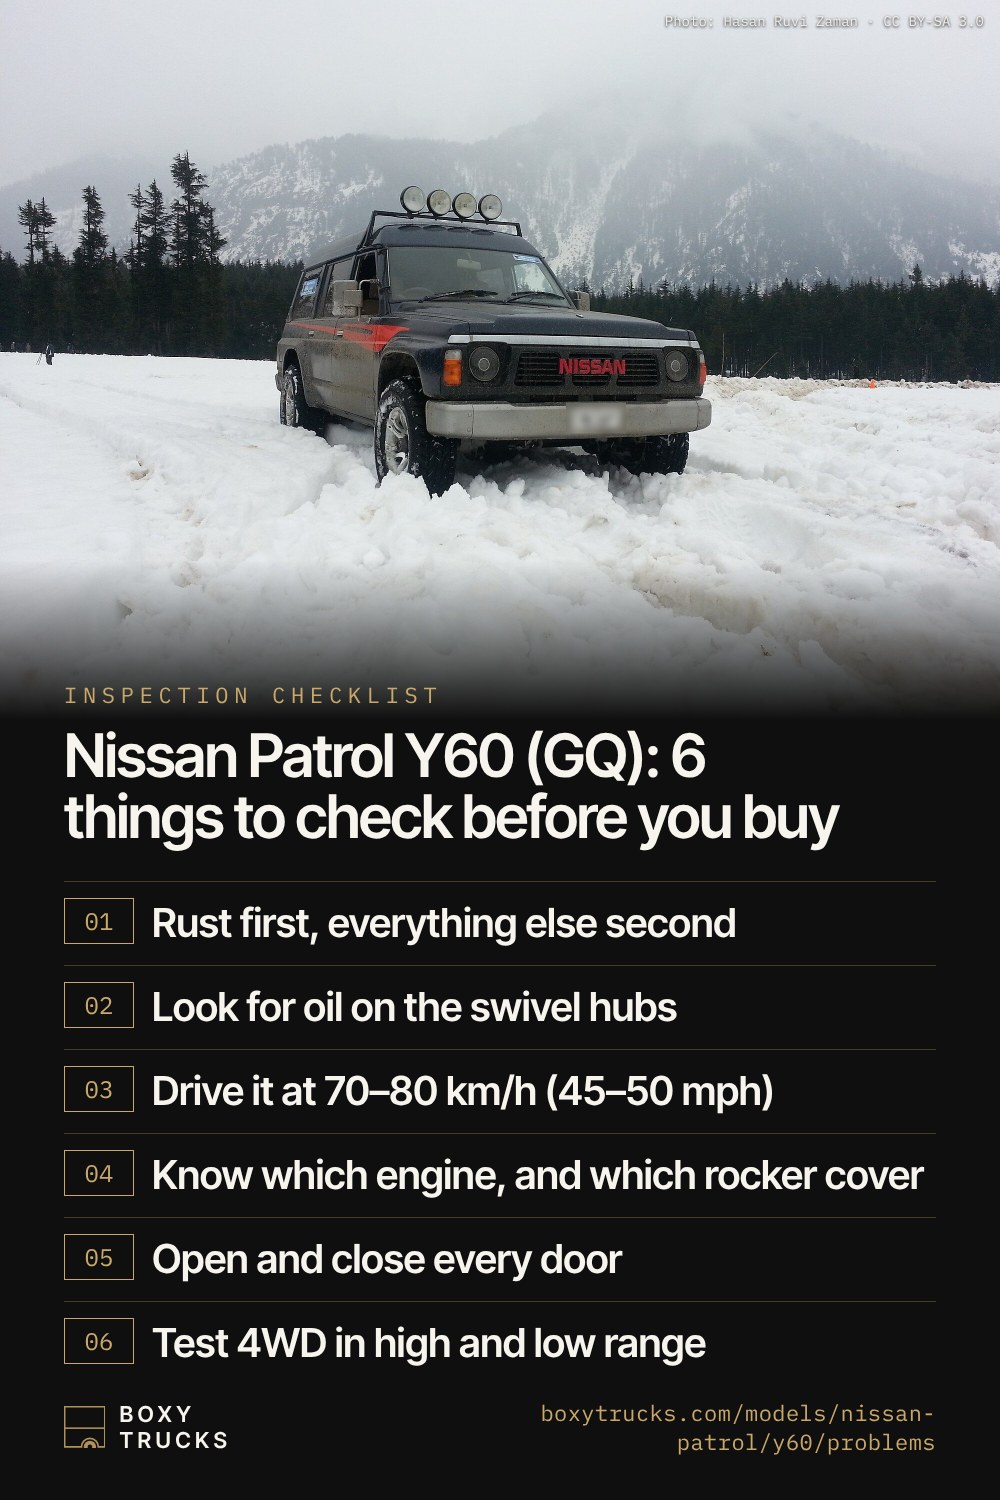 Photo: Hasan Ruvi Zaman · CC BY-SA 3.0
NISSAN
INSPECTION CHECKLIST
Nissan Patrol Y60 (GQ): 6
things to check before you buy
01 Rust first, everything else second
02 Look for oil on the swivel hubs
03 Drive it at 70–80 km/h (45–50 mph)
04 Know which engine, and which rocker cover
05 Open and close every door
06 Test 4WD in high and low range
BOXY
TRUCKS
boxytrucks.com/models/nissan-
patrol/y60/problems